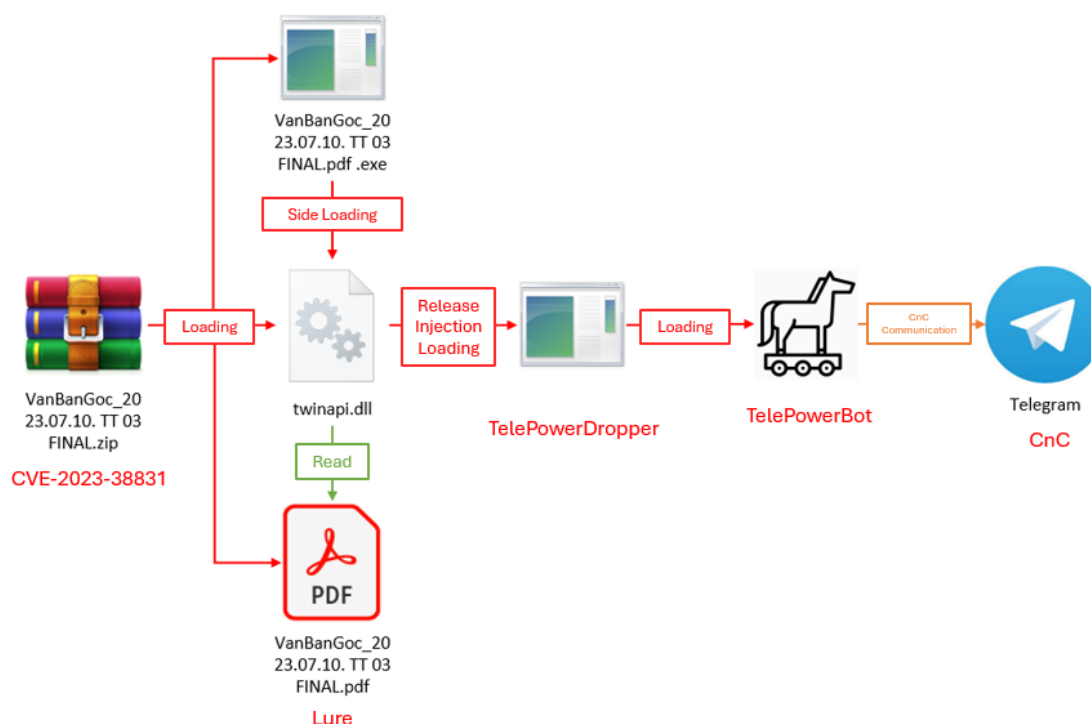 VanBanGoc_20
23.07.10. TT 03
FINAL.pdf .exe
Side Loading
Loading
Release
Injection
Loading
Loading
CnC
Communication
VanBanGoc_20
23.07.10. TT 03
FINAL.zip
CVE-2023-38831
twinapi.dll
TelePowerDropper
TelePowerBot
Telegram
CnC
Read
PDF
VanBanGoc_20
23.07.10. TT 03
FINAL.pdf
Lure